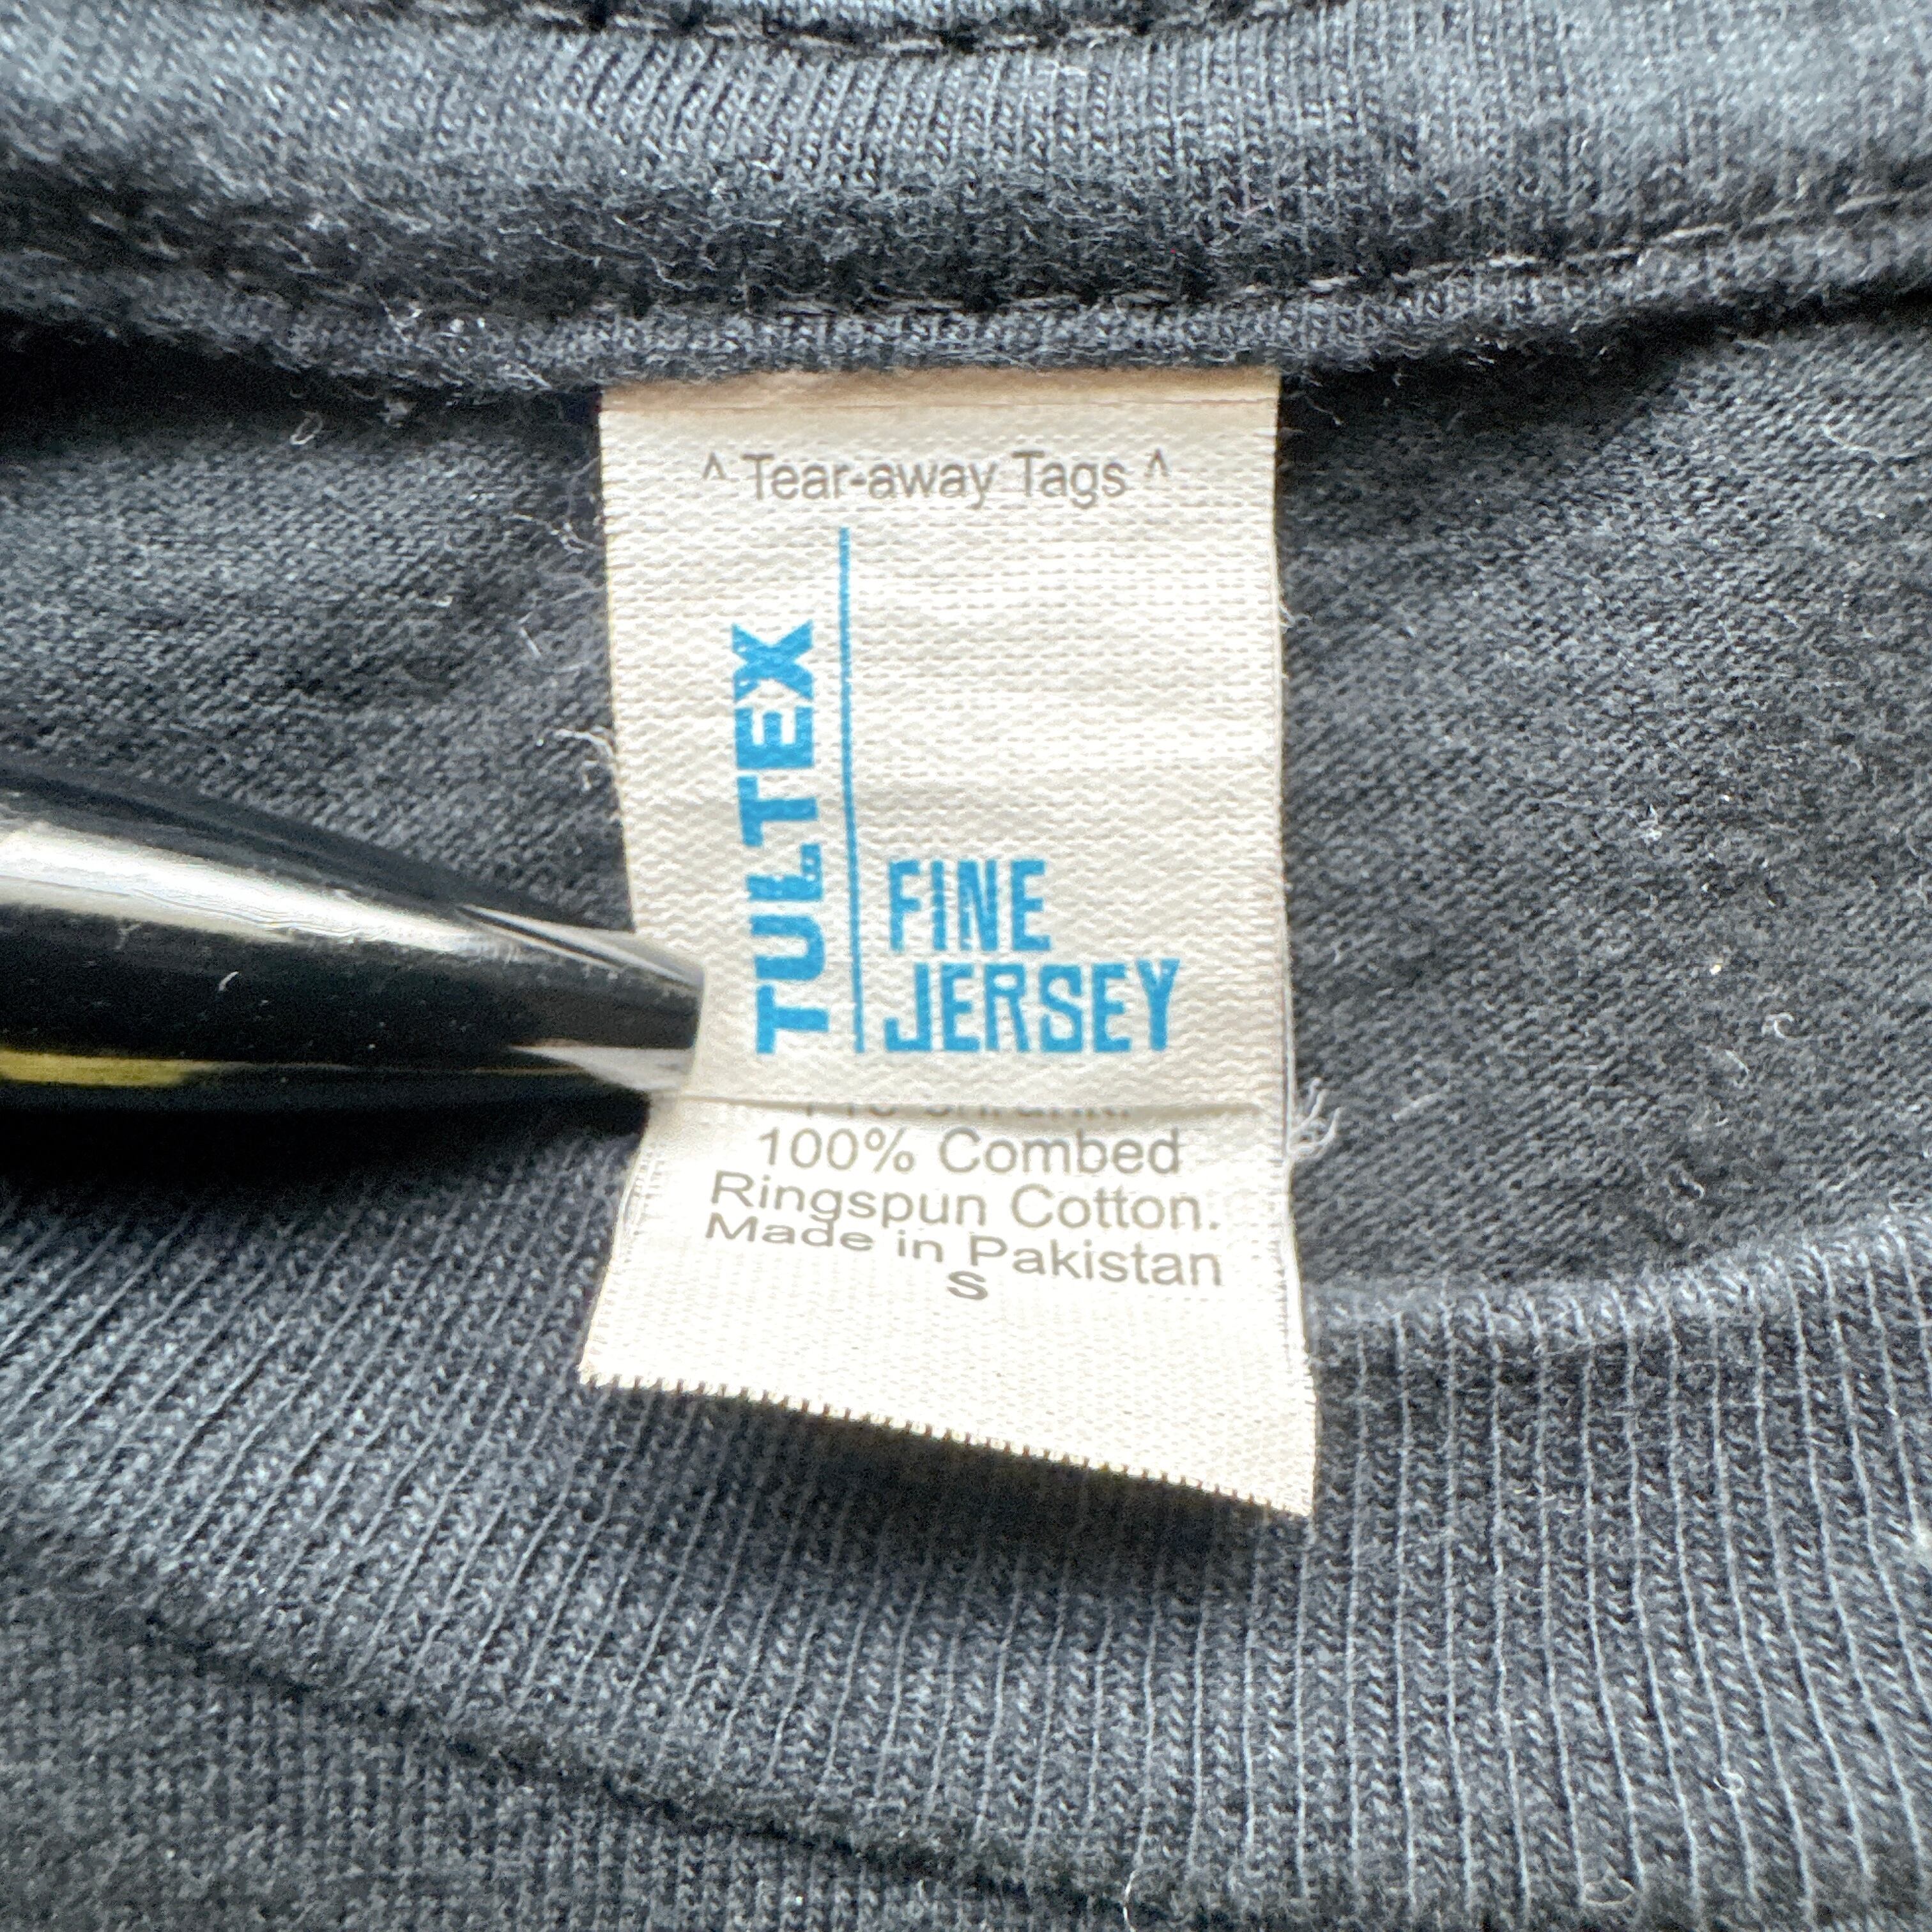 ^ Tear-away Tags ^
TULTEX
FINE
JERSEY
100% Combed
Ringspun Cotton.
Made in Pakistan
S